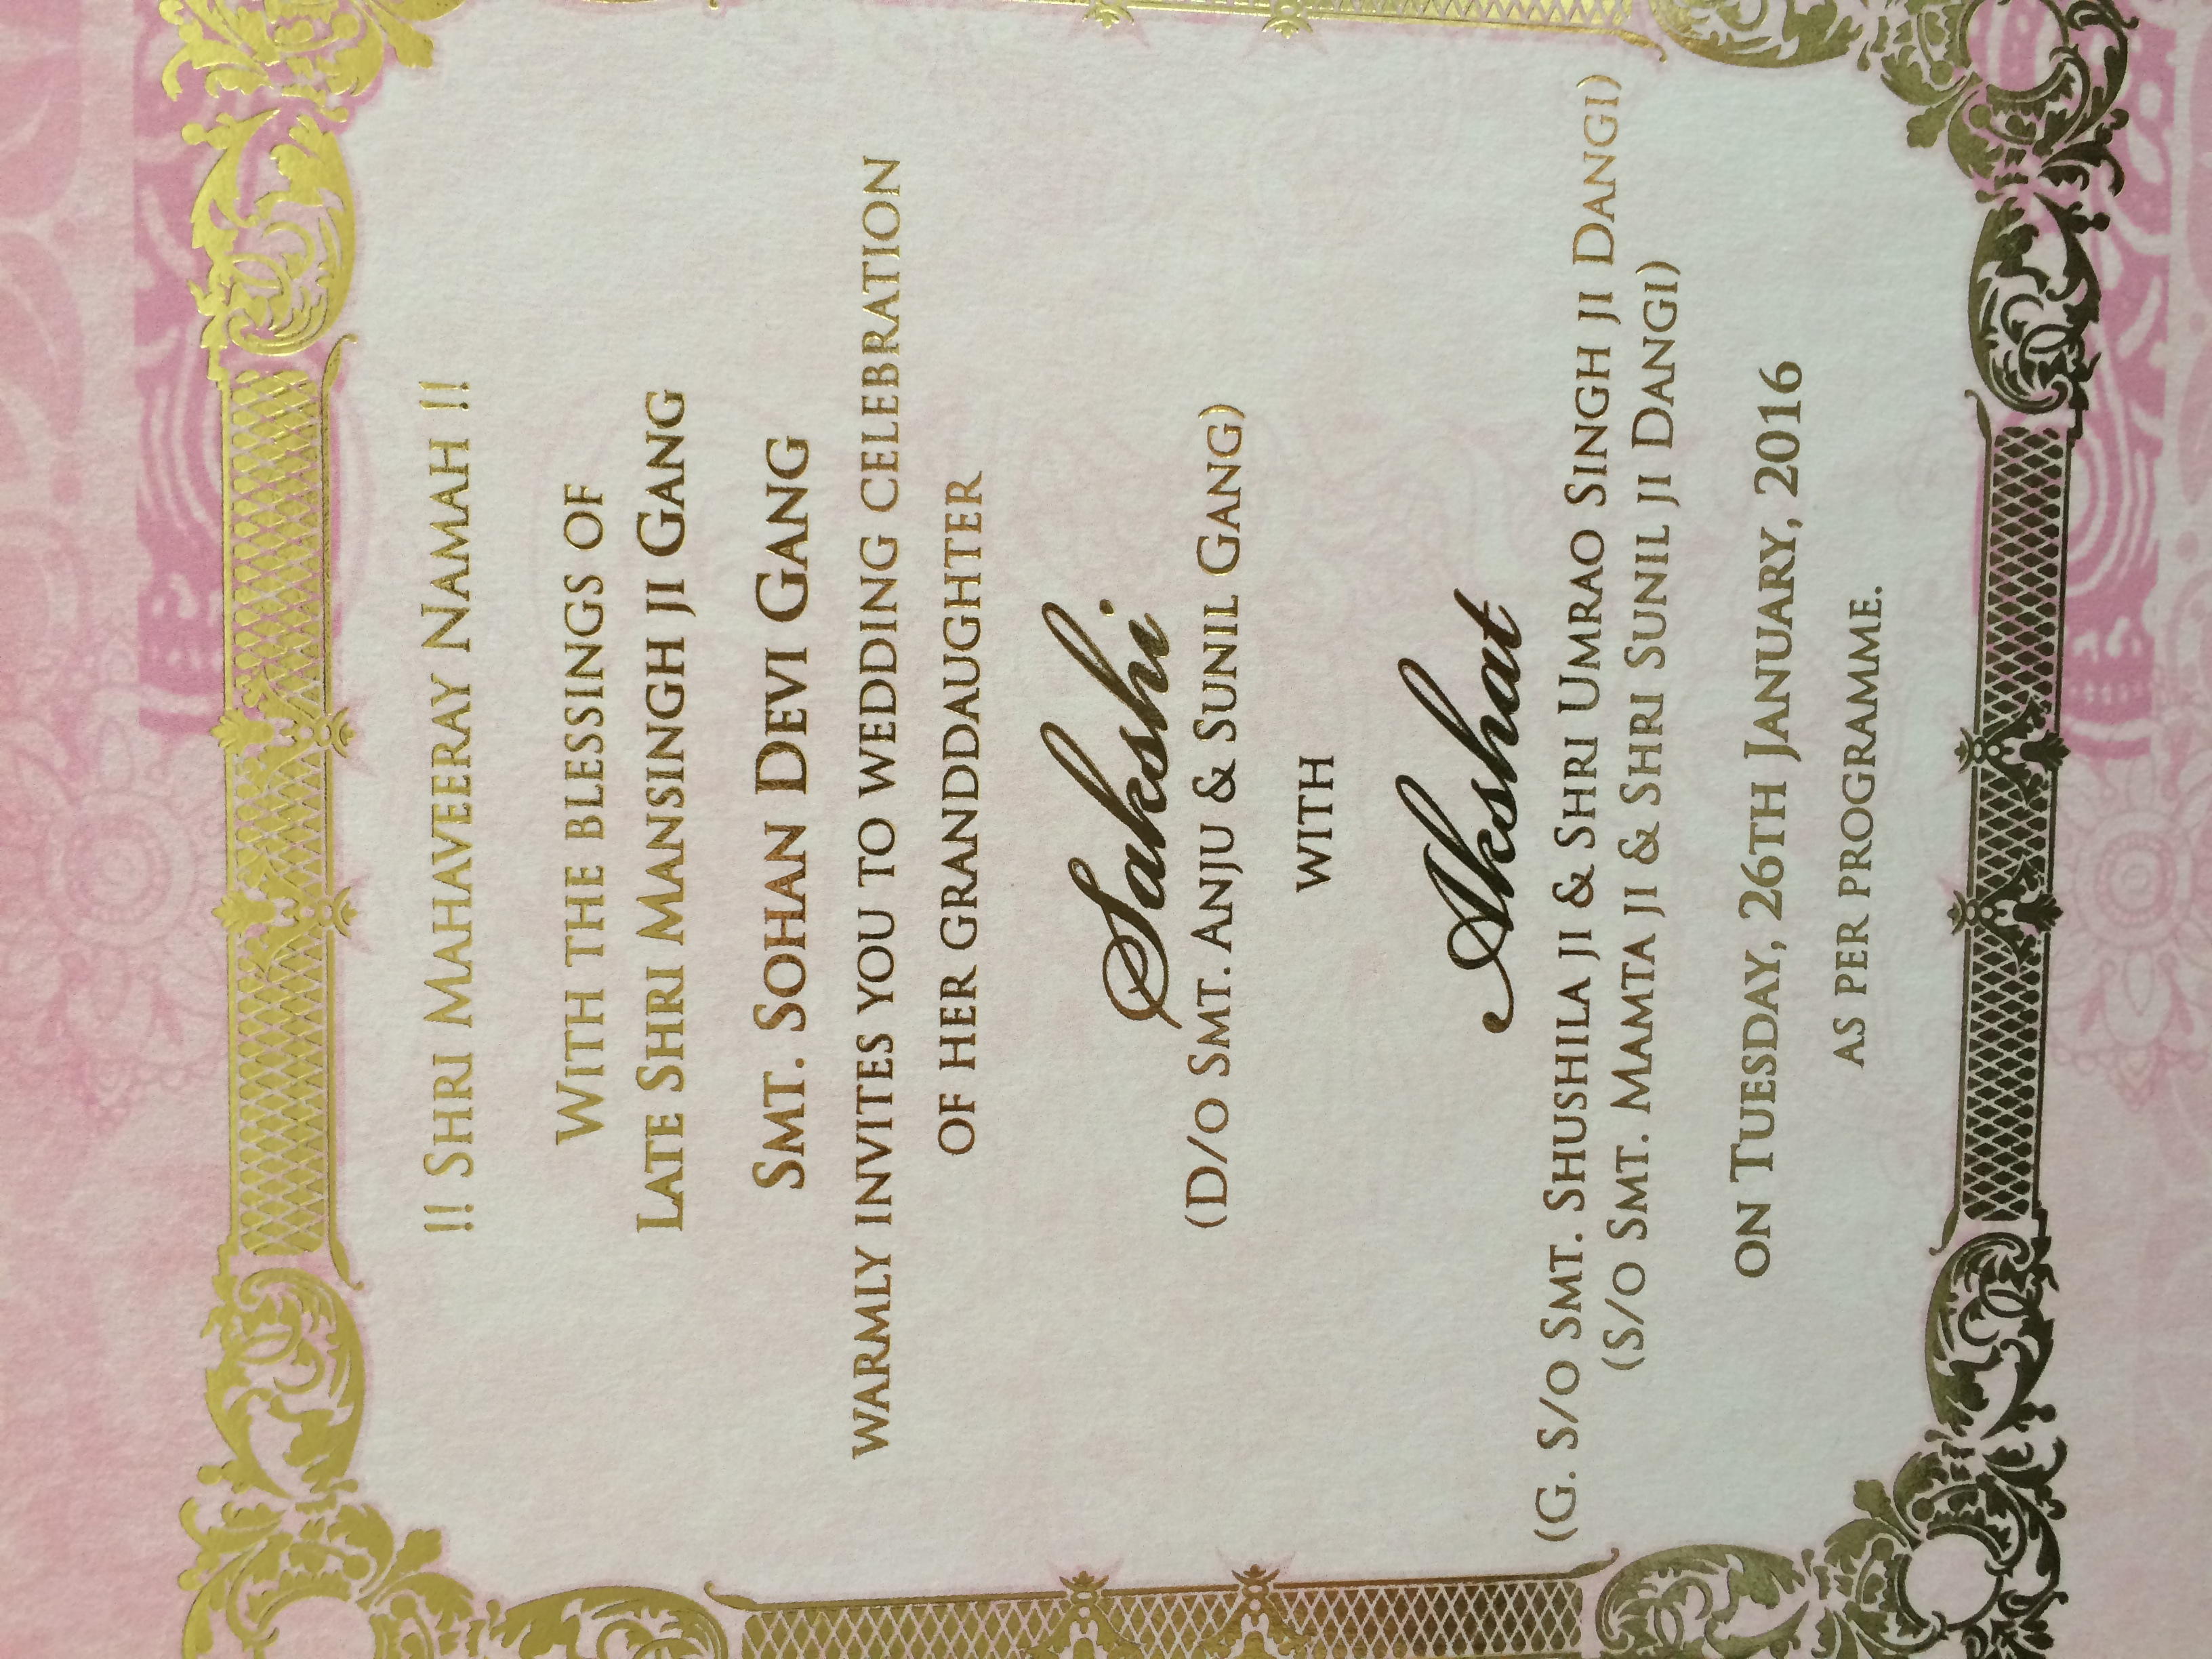 !! Shri Mahaveeray Namah !!
With the blessings of
Late Shri Mansingh ji Gang
Smt. Sohan Devi Gang
warmly invites you to wedding celebration
of her granddaughter
Sakshi
(D/o Smt. Anju & Sunil Gang)
with
Akshat
(G. S/o Smt. Shushila ji & Shri Umrao Singh ji Dangi)
(S/o Smt. Mamta ji & Shri Sunil ji Dangi)
on Tuesday, 26th January, 2016
as per programme.